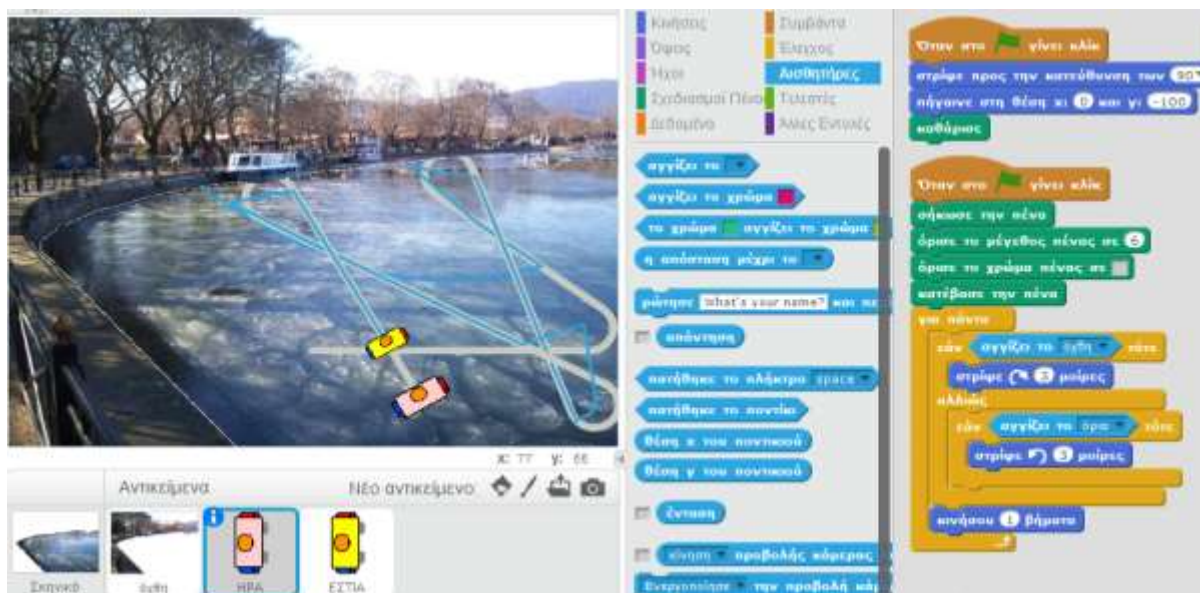 x: 77 y: 66
Αντικείμενα
Νέο αντικείμενο
Σκηνικό
όχθη
ΗΡΑ
ΕΣΤΙΑ
Κινήσεις
Συμβάντα
Όψεις
Έλεγχος
Ήχοι
Αισθητήρες
Σχεδιασμοί Πένα
Τελεστές
Δεδομένα
Άλλες Εντολές
αγγίζει το
αγγίζει το χρώμα
το χρώμα αγγίζει το χρώμα
η απόσταση μέχρι το
ρώτησε What's your name? και πε
απάντηση
πατήθηκε το πλήκτρο space
πατήθηκε το ποντίκι
θέση x του ποντικιού
θέση y του ποντικιού
ένταση
κίνηση προβολής κάμερας
Ενεργοποίησε την προβολή κάμ
Όταν στο γίνει κλικ
στρίψε προς την κατεύθυνση των 90
πήγαινε στη θέση x: 0 και y: -100
καθάρισε
Όταν στο γίνει κλικ
σήκωσε την πένα
όρισε το μέγεθος πένας σε 6
όρισε το χρώμα πένας σε
κατέβασε την πένα
για πάντα
εάν αγγίζει το όχθη τότε
στρίψε 3 μοίρες
αλλιώς
εάν αγγίζει το όριο τότε
στρίψε 3 μοίρες
κινήσου 1 βήματα